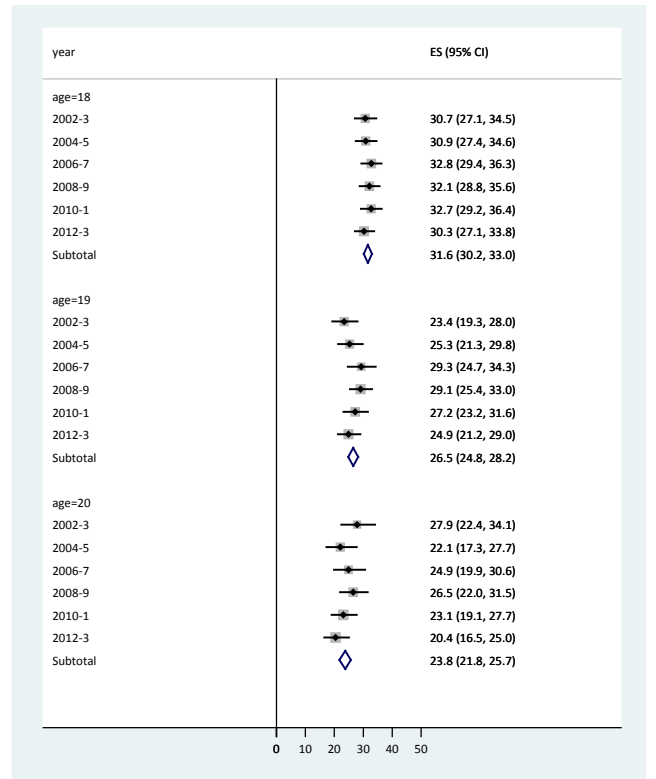 year ES (95% CI)
age=18
2002-3 30.7 (27.1, 34.5)
2004-5 30.9 (27.4, 34.6)
2006-7 32.8 (29.4, 36.3)
2008-9 32.1 (28.8, 35.6)
2010-1 32.7 (29.2, 36.4)
2012-3 30.3 (27.1, 33.8)
Subtotal 31.6 (30.2, 33.0)
age=19
2002-3 23.4 (19.3, 28.0)
2004-5 25.3 (21.3, 29.8)
2006-7 29.3 (24.7, 34.3)
2008-9 29.1 (25.4, 33.0)
2010-1 27.2 (23.2, 31.6)
2012-3 24.9 (21.2, 29.0)
Subtotal 26.5 (24.8, 28.2)
age=20
2002-3 27.9 (22.4, 34.1)
2004-5 22.1 (17.3, 27.7)
2006-7 24.9 (19.9, 30.6)
2008-9 26.5 (22.0, 31.5)
2010-1 23.1 (19.1, 27.7)
2012-3 20.4 (16.5, 25.0)
Subtotal 23.8 (21.8, 25.7)
0 10 20 30 40 50